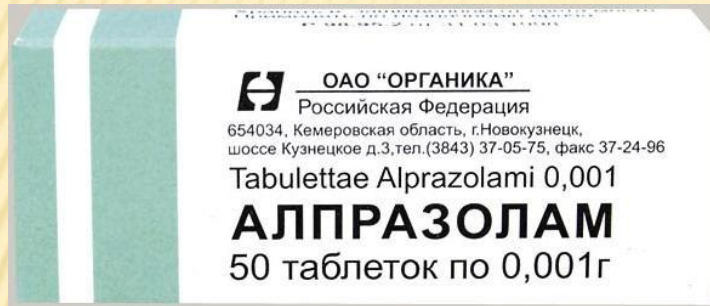 ОАО “ОРГАНИКА”
Российская Федерация
654034, Кемеровская область, г.Новокузнецк,
шоссе Кузнецкое д.3,тел.(3843) 37-05-75, факс 37-24-96
Tabulettae Alprazolami 0,001
АЛПРАЗОЛАМ
50 таблеток по 0,001г